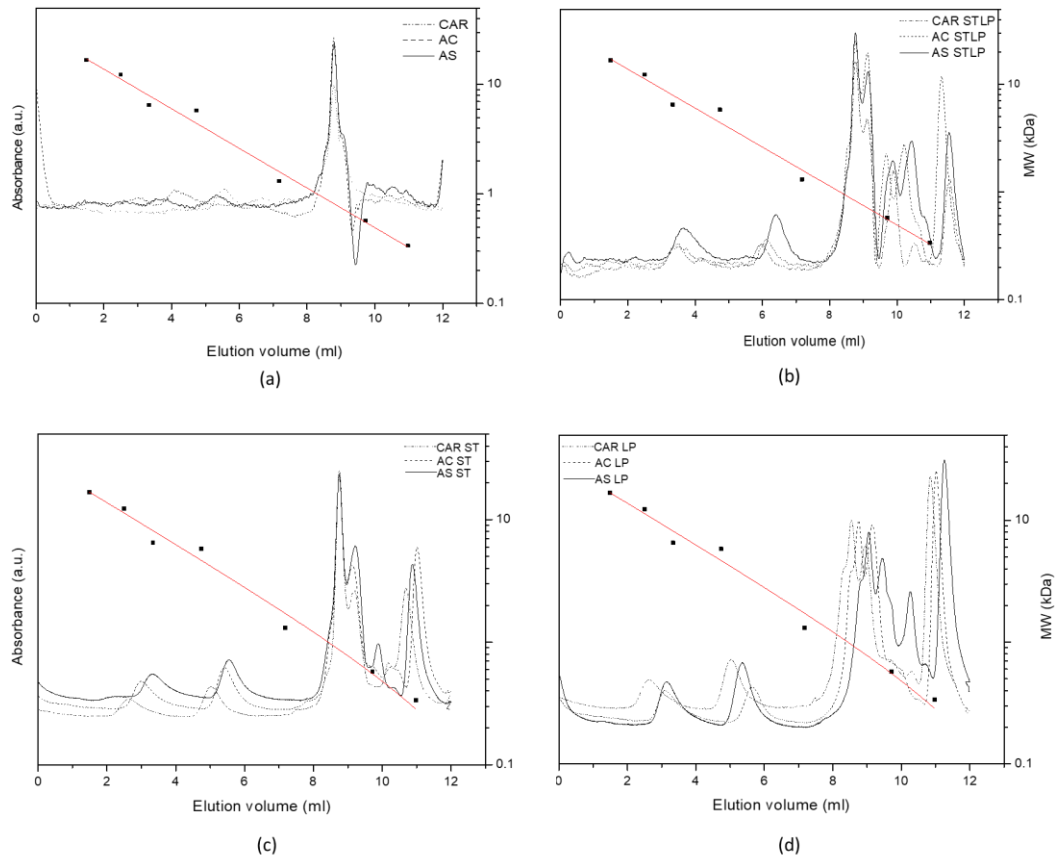 CAR
AC
AS
Absorbance (a.u.)
10
1
0.1
0 2 4 6 8 10 12
Elution volume (ml)
(a)
CAR STLP
AC STLP
AS STLP
MW (kDa)
10
1
0.1
0 2 4 6 8 10 12
Elution volume (ml)
(b)
CAR ST
AC ST
AS ST
Absorbance (a.u.)
10
1
0.1
0 2 4 6 8 10 12
Elution volume (ml)
(c)
CAR LP
AC LP
AS LP
MW (kDa)
10
1
0.1
0 2 4 6 8 10 12
Elution volume (ml)
(d)